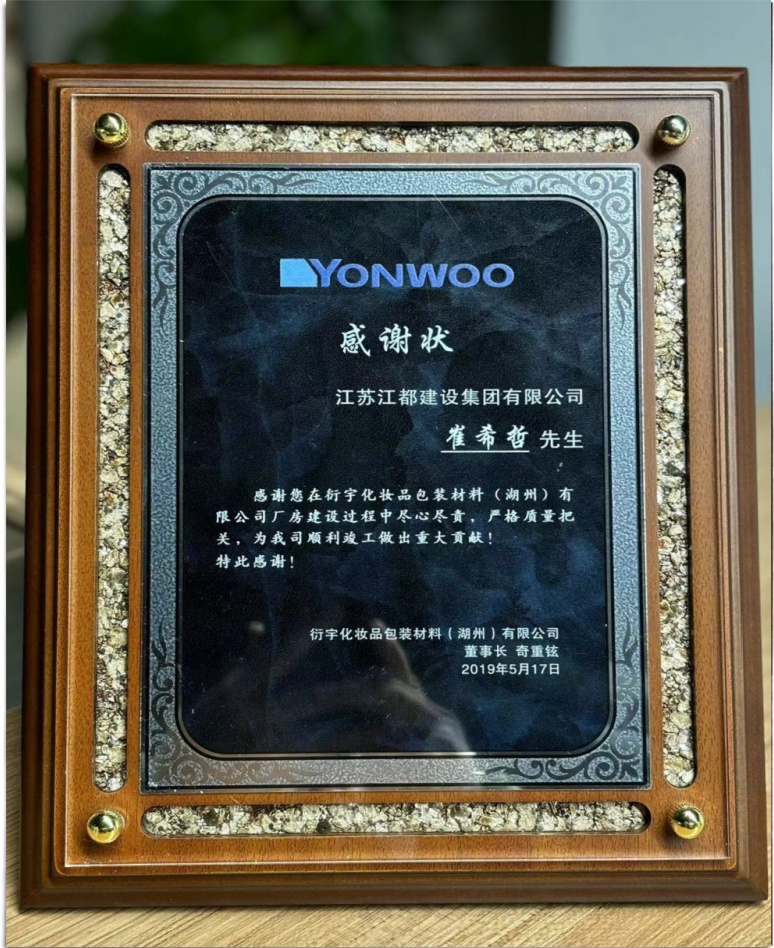 YONWOO
感谢状
江苏江都建设集团有限公司
崔希哲 先生
感谢您在衍宇化妆品包装材料（湖州）有
限公司厂房建设过程中尽心尽责，严格质量把
关，为我司顺利竣工做出重大贡献！
特此感谢！
衍宇化妆品包装材料（湖州）有限公司
董事长 奇重铉
2019年5月17日